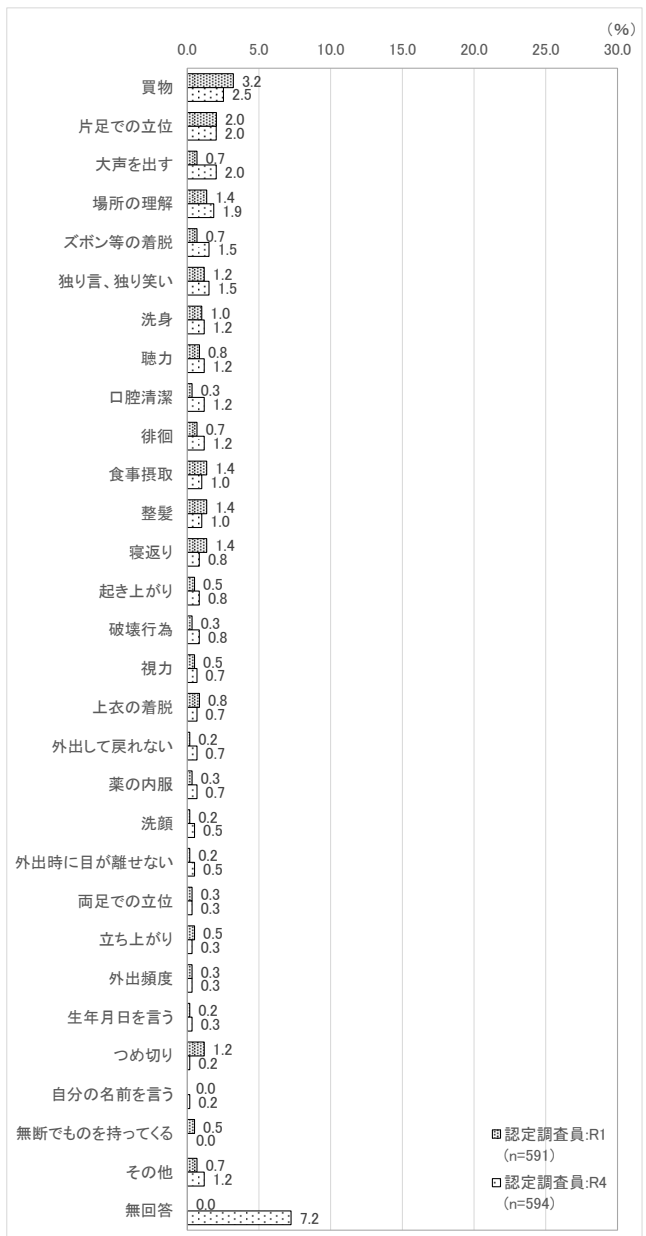 (%)
0.0 5.0 10.0 15.0 20.0 25.0 30.0
買物 3.2
2.5
片足での立位 2.0
2.0
大声を出す 0.7
2.0
場所の理解 1.4
1.9
ズボン等の着脱 0.7
1.5
独り言、独り笑い 1.2
1.5
洗身 1.0
1.2
聴力 0.8
1.2
口腔清潔 0.3
1.2
徘徊 0.7
1.2
食事摂取 1.4
1.0
整髪 1.4
1.0
寝返り 1.4
0.8
起き上がり 0.5
0.8
破壊行為 0.3
0.8
視力 0.5
0.7
上衣の着脱 0.8
0.7
外出して戻れない 0.2
0.7
薬の内服 0.3
0.7
洗顔 0.2
0.5
外出時に目が離せない 0.2
0.5
両足での立位 0.3
0.3
立ち上がり 0.5
0.3
外出頻度 0.3
0.3
生年月日を言う 0.2
0.3
つめ切り 1.2
0.2
自分の名前を言う 0.0
0.2
無断でものを持ってくる 0.5
0.0
その他 0.7
1.2
無回答 0.0
7.2
認定調査員:R1
(n=591)
認定調査員:R4
(n=594)